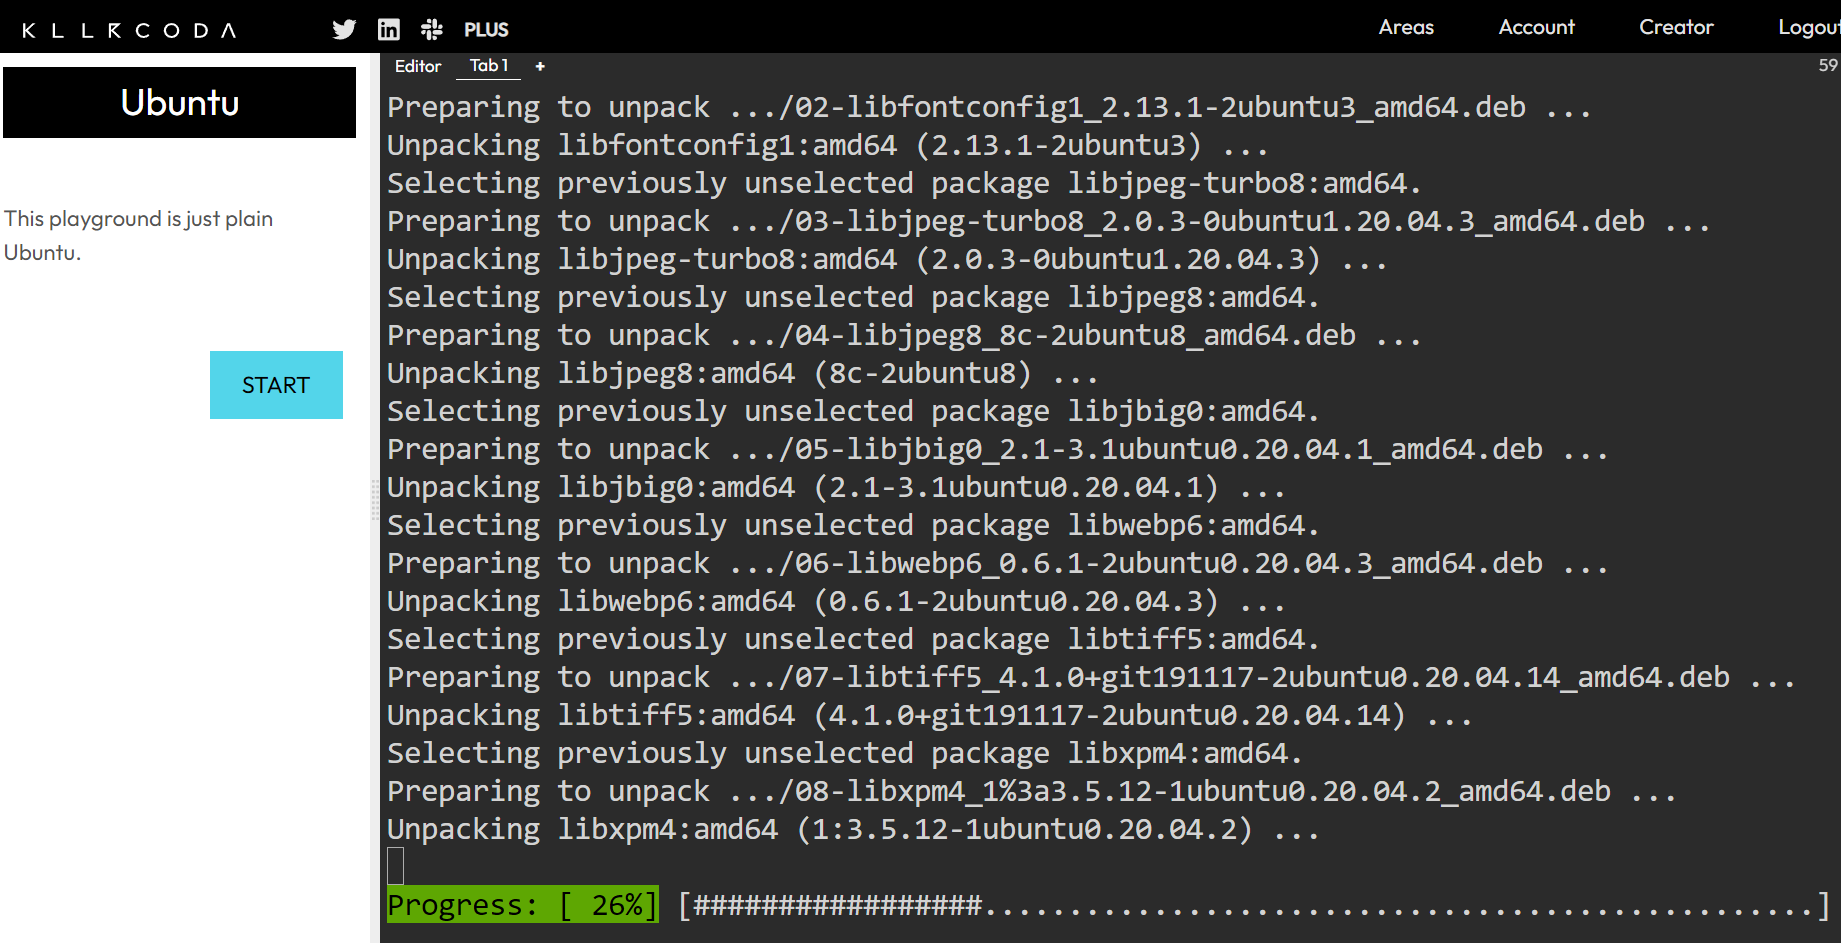 KLLRCODA PLUS Areas Account Creator Logout
Ubuntu
This playground is just plain
Ubuntu.
START
Editor Tab 1 + 59
Preparing to unpack .../02-libfontconfig1_2.13.1-2ubuntu3_amd64.deb ...
Unpacking libfontconfig1:amd64 (2.13.1-2ubuntu3) ...
Selecting previously unselected package libjpeg-turbo8:amd64.
Preparing to unpack .../03-libjpeg-turbo8_2.0.3-0ubuntu1.20.04.3_amd64.deb ...
Unpacking libjpeg-turbo8:amd64 (2.0.3-0ubuntu1.20.04.3) ...
Selecting previously unselected package libjpeg8:amd64.
Preparing to unpack .../04-libjpeg8_8c-2ubuntu8_amd64.deb ...
Unpacking libjpeg8:amd64 (8c-2ubuntu8) ...
Selecting previously unselected package libjbig0:amd64.
Preparing to unpack .../05-libjbig0_2.1-3.1ubuntu0.20.04.1_amd64.deb ...
Unpacking libjbig0:amd64 (2.1-3.1ubuntu0.20.04.1) ...
Selecting previously unselected package libwebp6:amd64.
Preparing to unpack .../06-libwebp6_0.6.1-2ubuntu0.20.04.3_amd64.deb ...
Unpacking libwebp6:amd64 (0.6.1-2ubuntu0.20.04.3) ...
Selecting previously unselected package libtiff5:amd64.
Preparing to unpack .../07-libtiff5_4.1.0+git191117-2ubuntu0.20.04.14_amd64.deb ...
Unpacking libtiff5:amd64 (4.1.0+git191117-2ubuntu0.20.04.14) ...
Selecting previously unselected package libxpm4:amd64.
Preparing to unpack .../08-libxpm4_1%3a3.5.12-1ubuntu0.20.04.2_amd64.deb ...
Unpacking libxpm4:amd64 (1:3.5.12-1ubuntu0.20.04.2) ...
Progress: [ 26%] [#################.................................................]